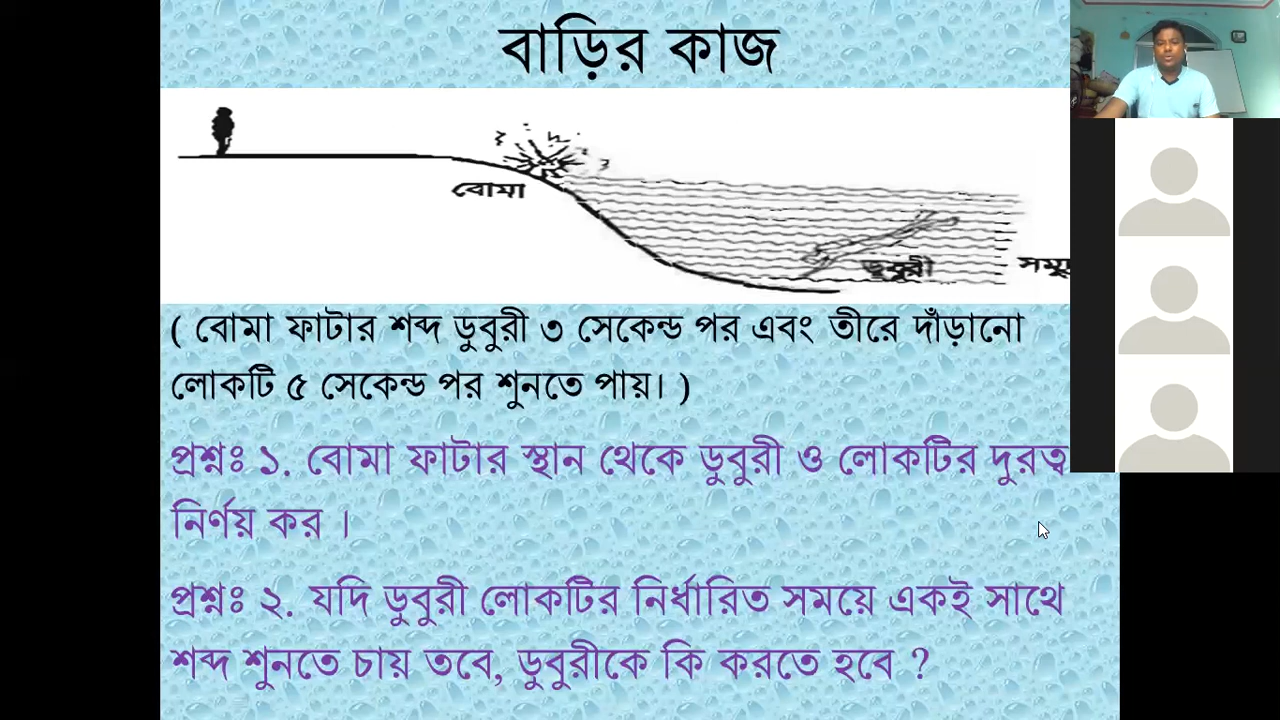 বাড়ির কাজ
বোমা
ডুবুরী
( বোমা ফাটার শব্দ ডুবুরী ৩ সেকেন্ড পর এবং তীরে দাঁড়ানো
লোকটি ৫ সেকেন্ড পর শুনতে পায়। )
প্রশ্নঃ ১. বোমা ফাটার স্থান থেকে ডুবুরী ও লোকটির দুরত্ব
নির্ণয় কর ।
প্রশ্নঃ ২. যদি ডুবুরী লোকটির নির্ধারিত সময়ে একই সাথে
শব্দ শুনতে চায় তবে, ডুবুরীকে কি করতে হবে ?